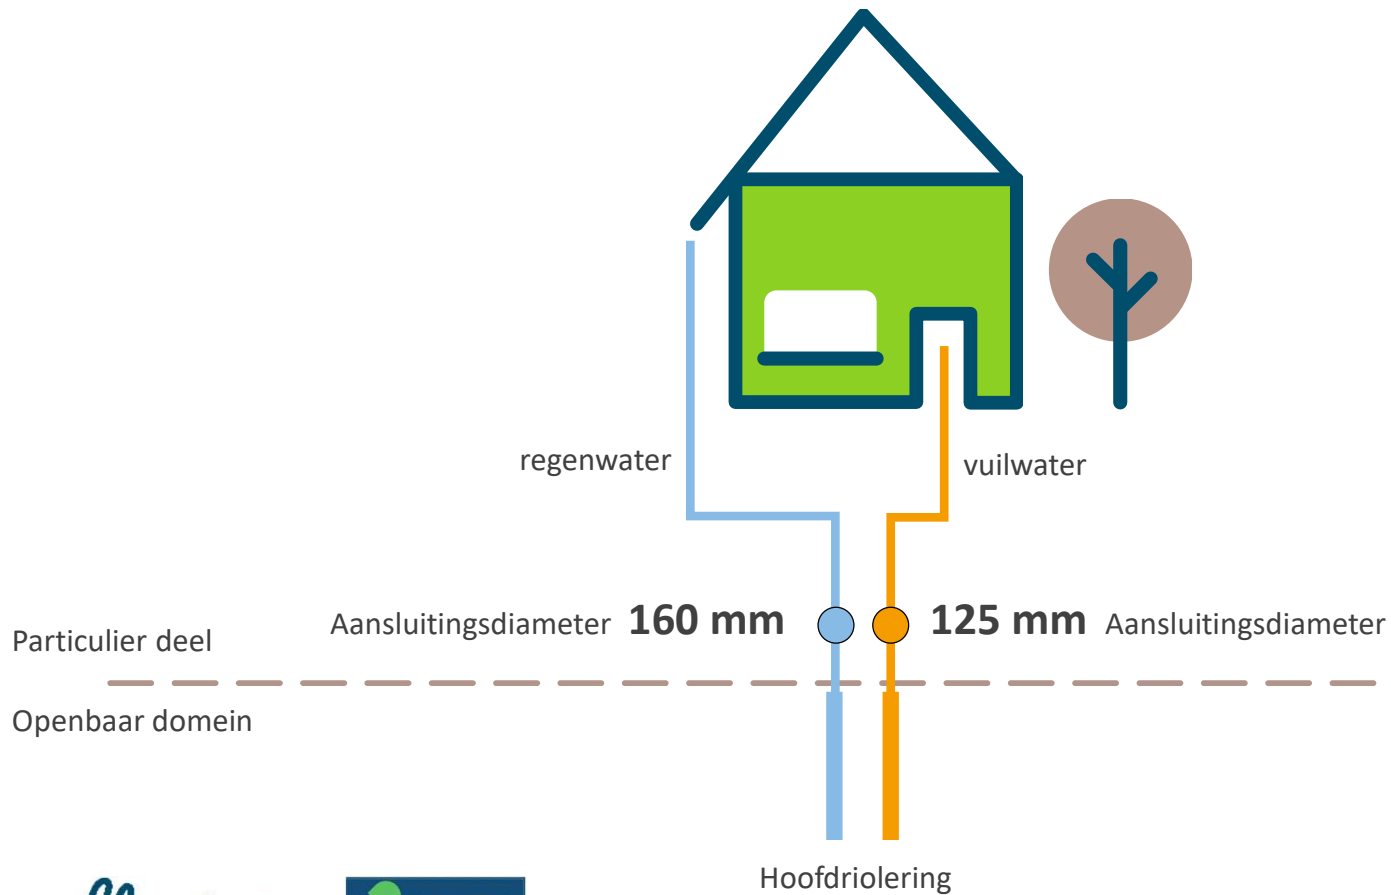 regenwater
vuilwater
Aansluitingsdiameter 160 mm
125 mm Aansluitingsdiameter
Particulier deel
Openbaar domein
Hoofdriolering